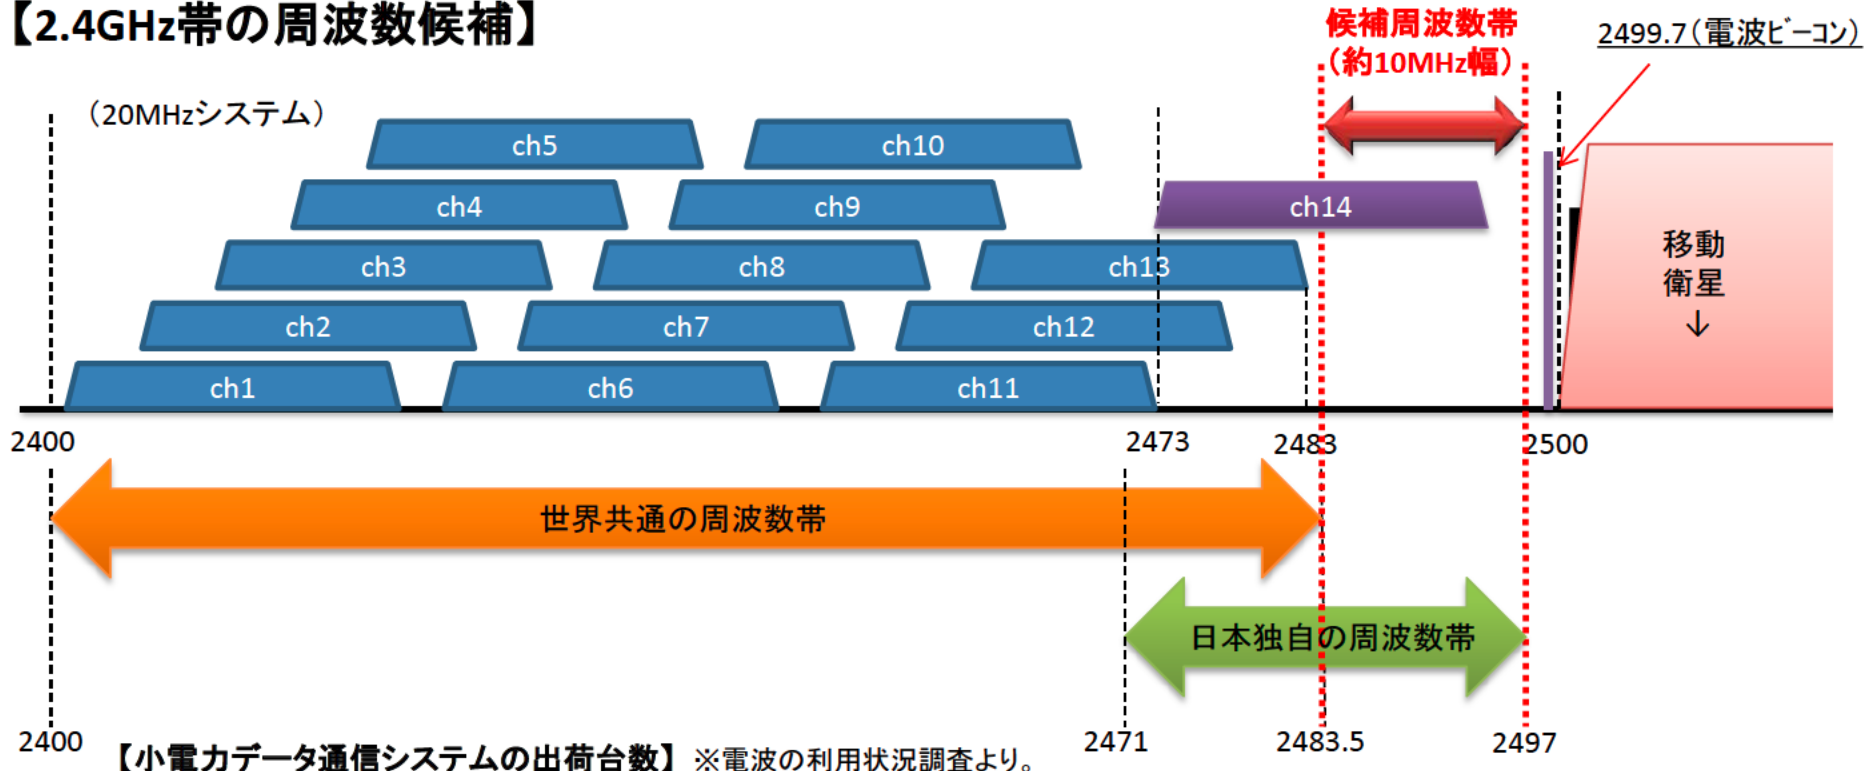 【2.4GHz帯の周波数候補】
候補周波数帯
（約10MHz幅）
2499.7（電波ﾋﾞｰｺﾝ）
（20MHzシステム）
ch5
ch10
ch4
ch9
ch14
ch3
ch8
ch13
移動
衛星
↓
ch2
ch7
ch12
ch1
ch6
ch11
2400
2473
2483
2500
世界共通の周波数帯
日本独自の周波数帯
2400
2471
2483.5
2497
【小電力データ通信システムの出荷台数】 ※電波の利用状況調査より。